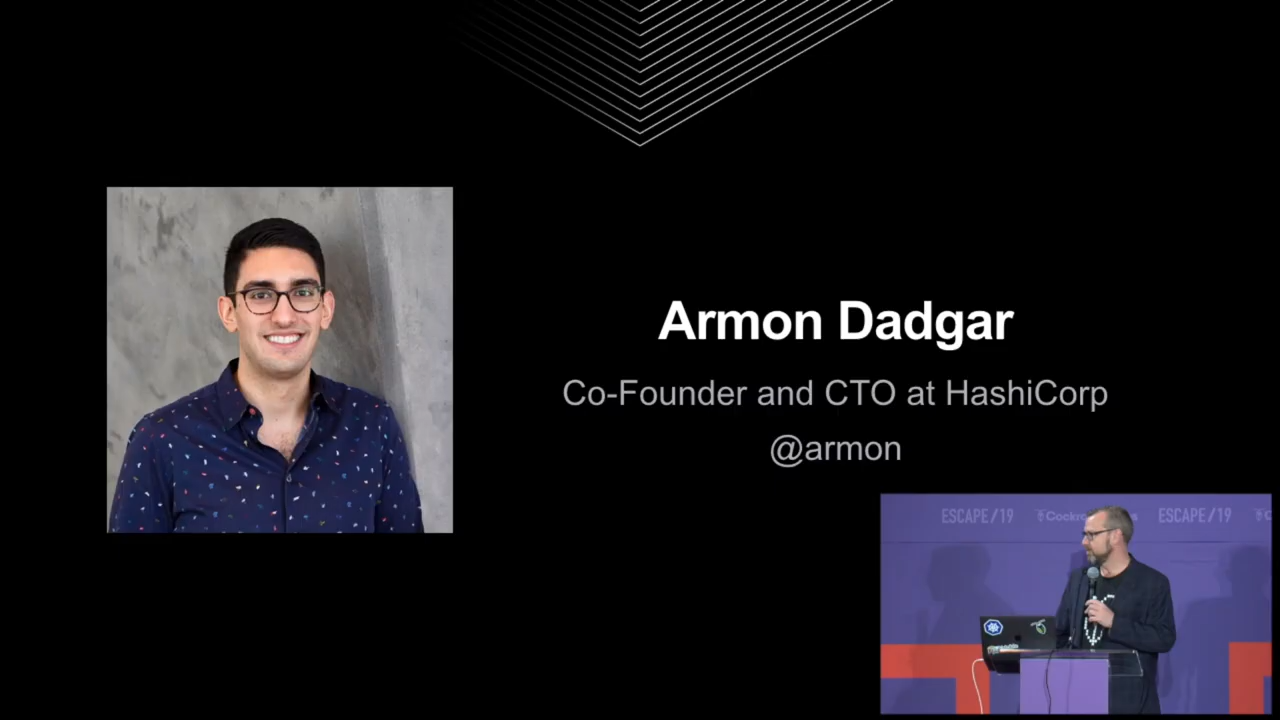 Armon Dadgar
Co-Founder and CTO at HashiCorp
@armon
ESCAPE/19
ESCAPE/19